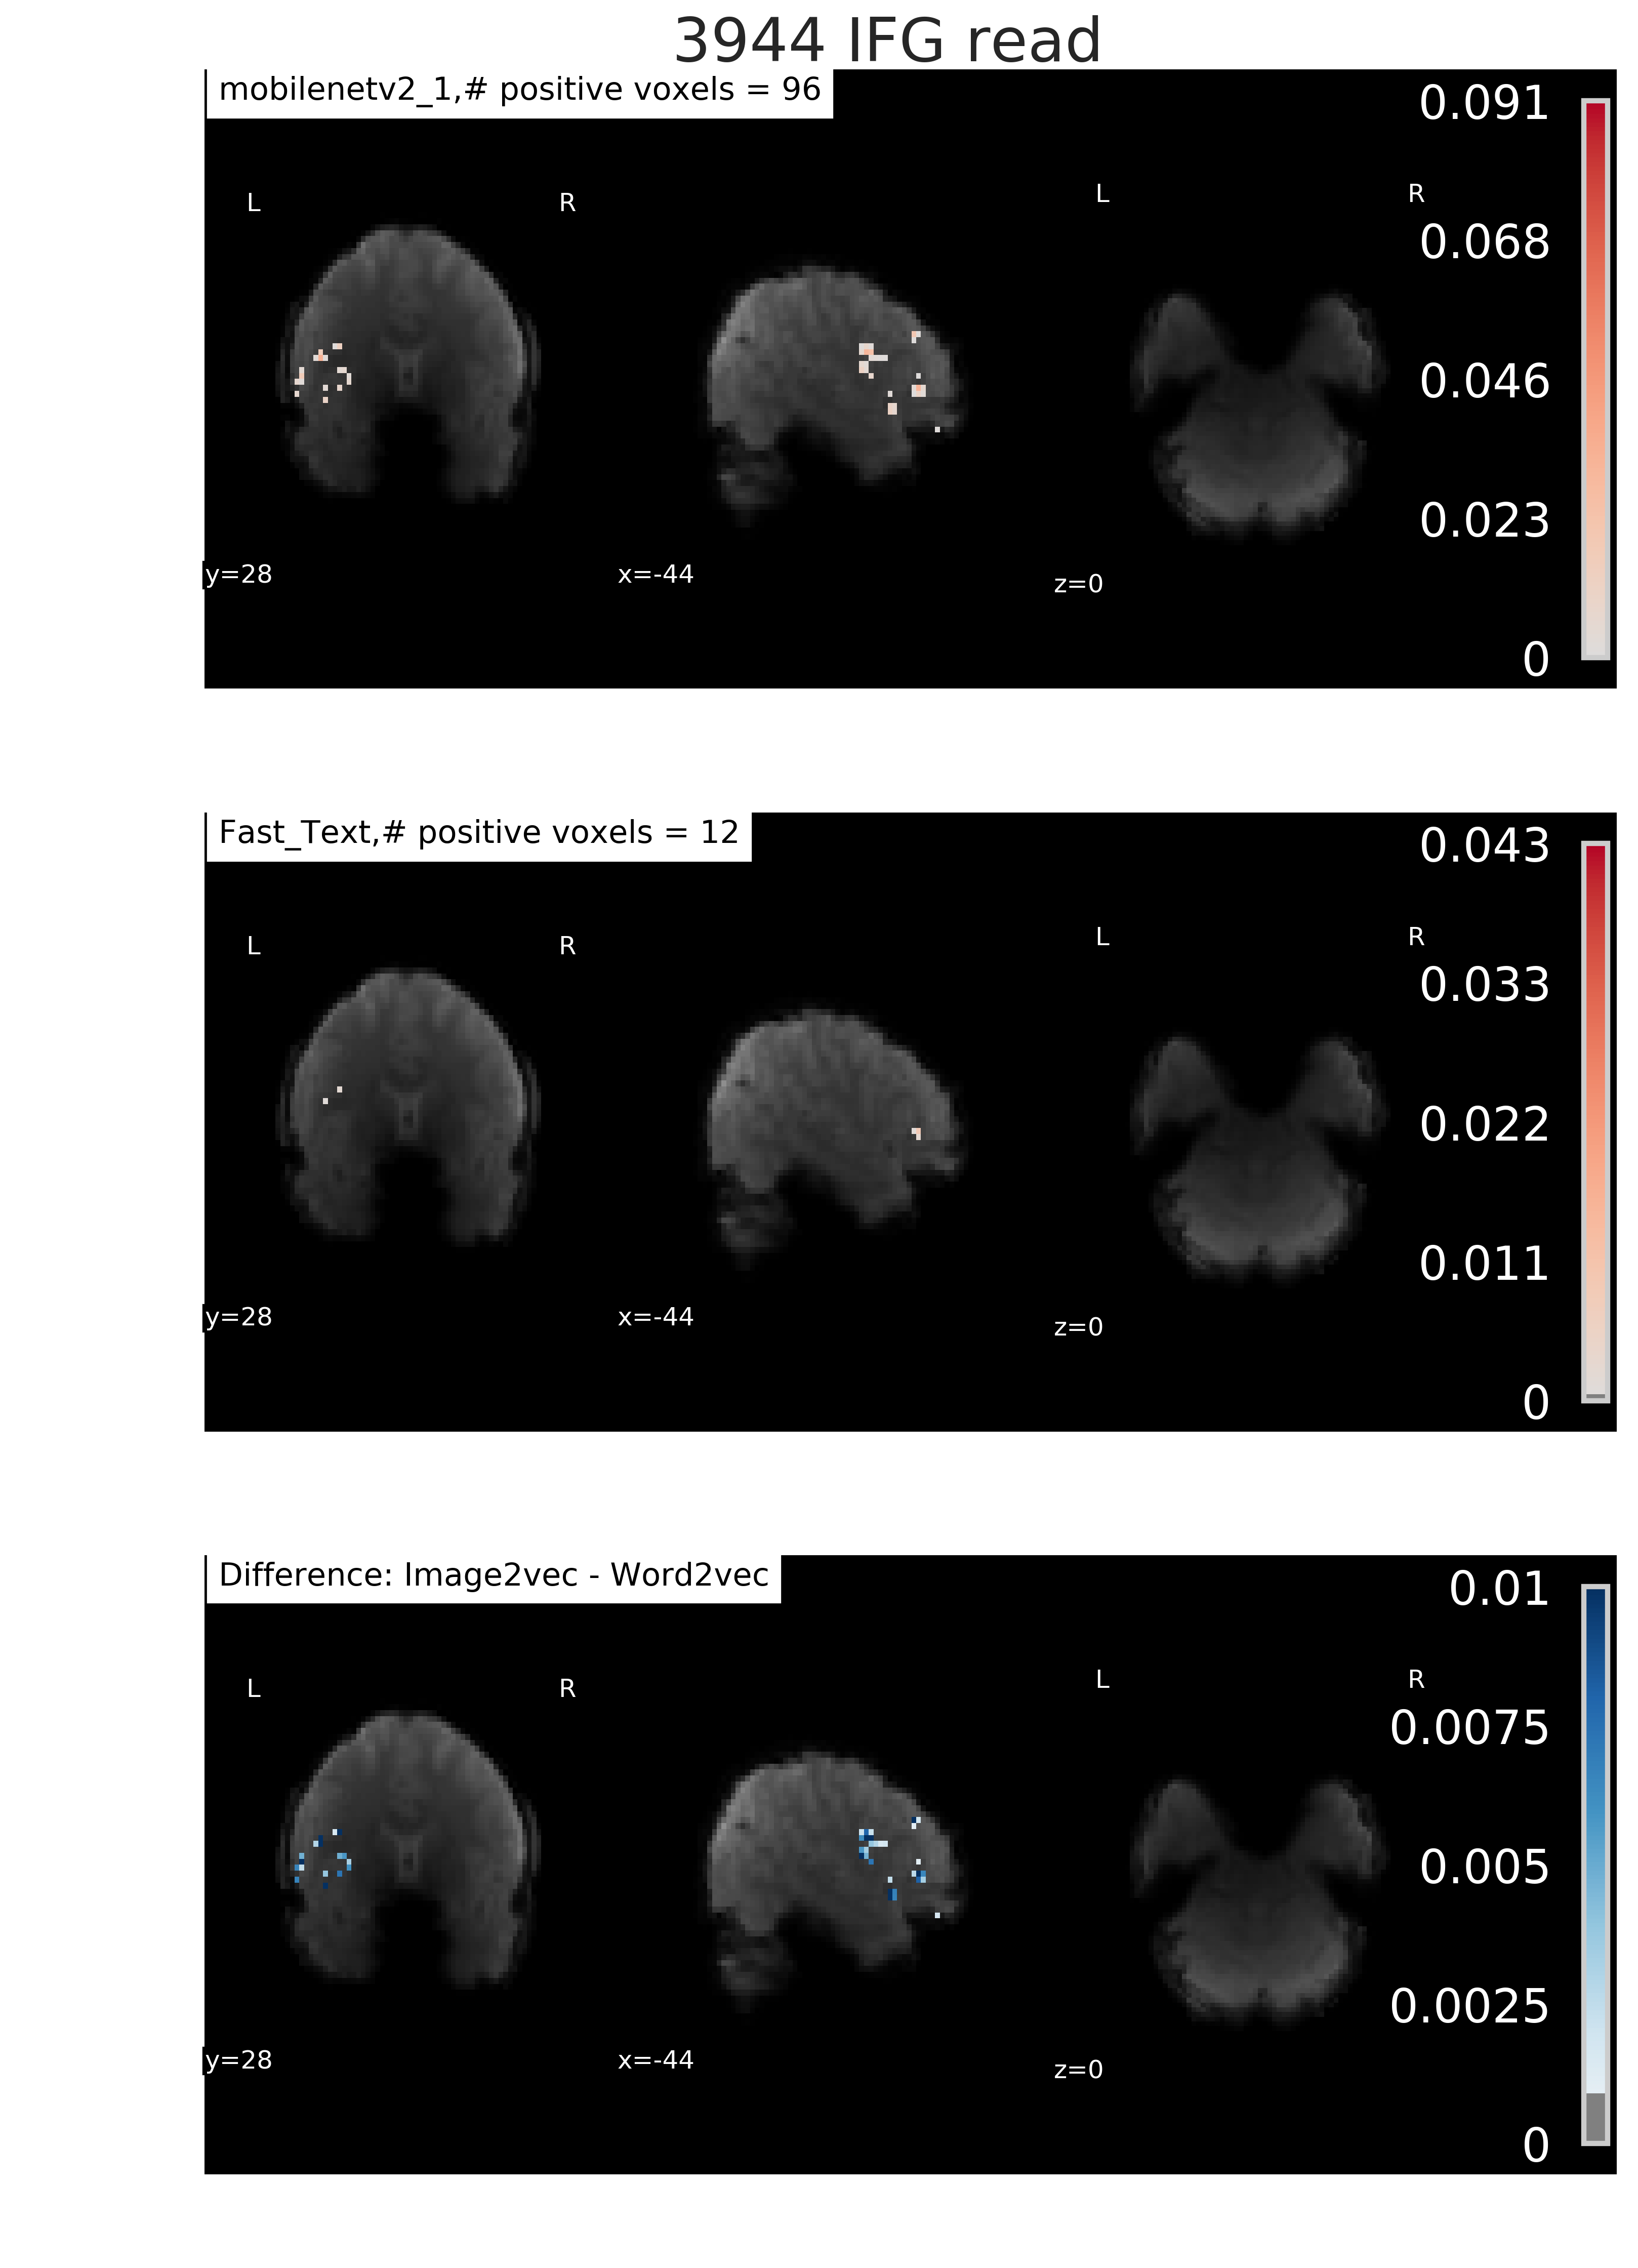 3944 IFG read
mobilenetv2_1,# positive voxels = 96
0.091
L
R
L
R
0.068
0.046
0.023
y=28
x=-44
z=0
0
Fast_Text,# positive voxels = 12
0.043
L
R
L
R
0.033
0.022
0.011
y=28
x=-44
z=0
0
Difference: Image2vec - Word2vec
0.01
L
R
L
R
0.0075
0.005
0.0025
y=28
x=-44
z=0
0